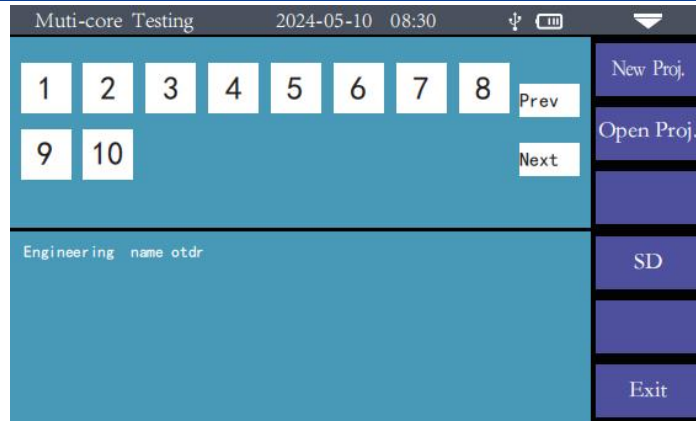 Muti-core Testing 2024-05-10 08:30
1 2 3 4 5 6 7 8
Prev
9 10
Next
Engineering name otdr
New Proj.
Open Proj.
SD
Exit